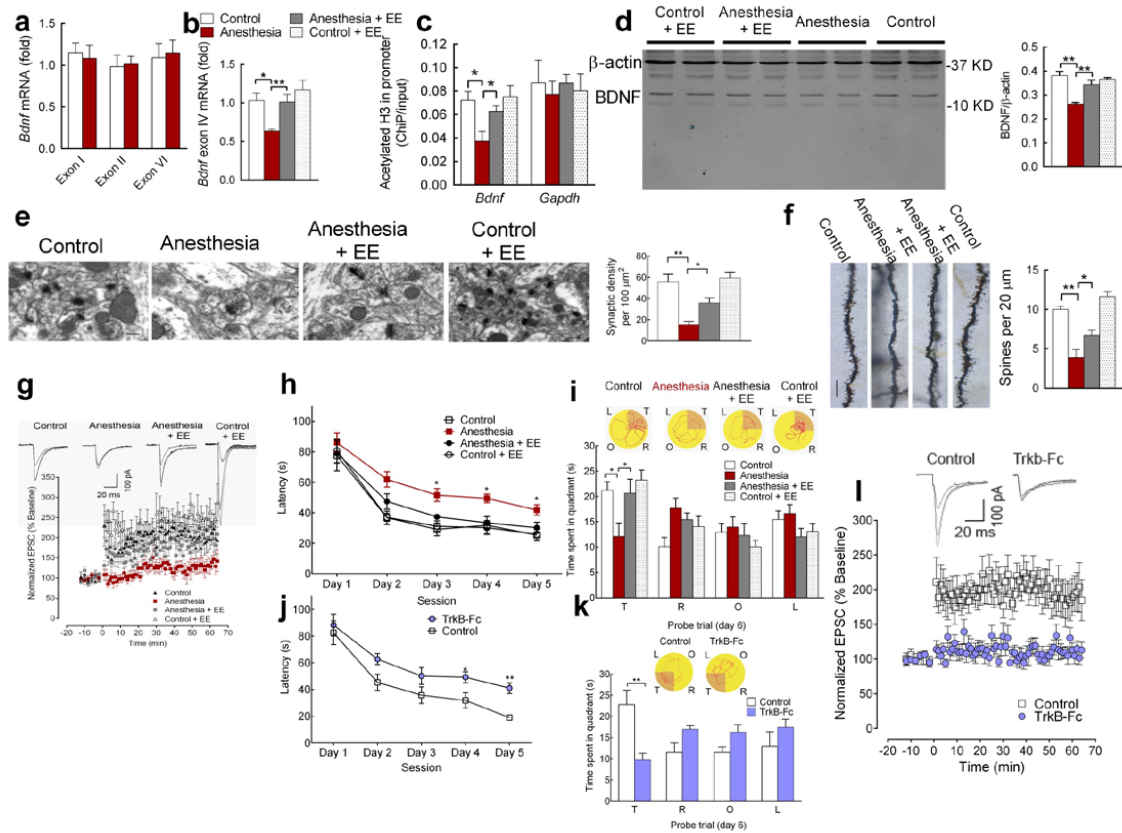 a
Bdnf mRNA (fold)
1.5
1.0
0.5
0.0
Exon I
Exon II
Exon VI
Control
Anesthesia
Anesthesia + EE
Control + EE
b
Bdnf exon IV mRNA (fold)
1.5
1.0
0.5
0.0
*
**
c
Acetylated H3 in promoter
(ChiP/input)
0.12
0.10
0.08
0.06
0.04
0.02
0.00
*
*
Bdnf
Gapdh
d
Control
+ EE
Anesthesia
+ EE
Anesthesia
Control
β-actin
BDNF
-37 KD
-10 KD
BDNF/β-actin
0.5
0.4
0.3
0.2
0.1
0.0
**
**
e
Control
Anesthesia
Anesthesia
+ EE
Control
+ EE
Synaptic density
per 100 μm²
100
80
60
40
20
0
**
*
f
Control
Anesthesia
Anesthesia
+ EE
Anesthesia
+ EE
Control
Spines per 20 μm
15
10
5
0
**
*
g
Control
Anesthesia
Anesthesia
+ EE
Control
+ EE
20 ms
100 pA
Normalized EPSC (% Baseline)
350
300
250
200
150
100
50
0
-20
-10
0
10
20
30
40
50
60
70
Time (min)
Control
Anesthesia
Anesthesia + EE
Control + EE
h
Latency (s)
100
80
60
40
20
0
Control
Anesthesia
Anesthesia + EE
Control + EE
*
*
*
Day 1
Day 2
Day 3
Day 4
Day 5
Session
i
Control
Anesthesia
Anesthesia
+ EE
Control
+ EE
L T L T L T L T
O R O R O R O R
Time spent in quadrant (s)
30
25
20
15
10
5
0
*
*
Control
Anesthesia
Anesthesia + EE
Control + EE
T
R
O
L
Probe trial (day 6)
j
Latency (s)
100
80
60
40
20
0
TrkB-Fc
Control
*
**
Day 1
Day 2
Day 3
Day 4
Day 5
Session
k
Control
TrkB-Fc
L O L O
T R T R
Time spent in quadrant (s)
30
25
20
15
10
5
0
**
Control
TrkB-Fc
T
R
O
L
Probe trial (day 6)
l
Control
Trkb-Fc
20 ms
100 pA
Normalized EPSC (% Baseline)
350
300
250
200
150
100
50
0
Control
TrkB-Fc
-20
-10
0
10
20
30
40
50
60
70
Time (min)